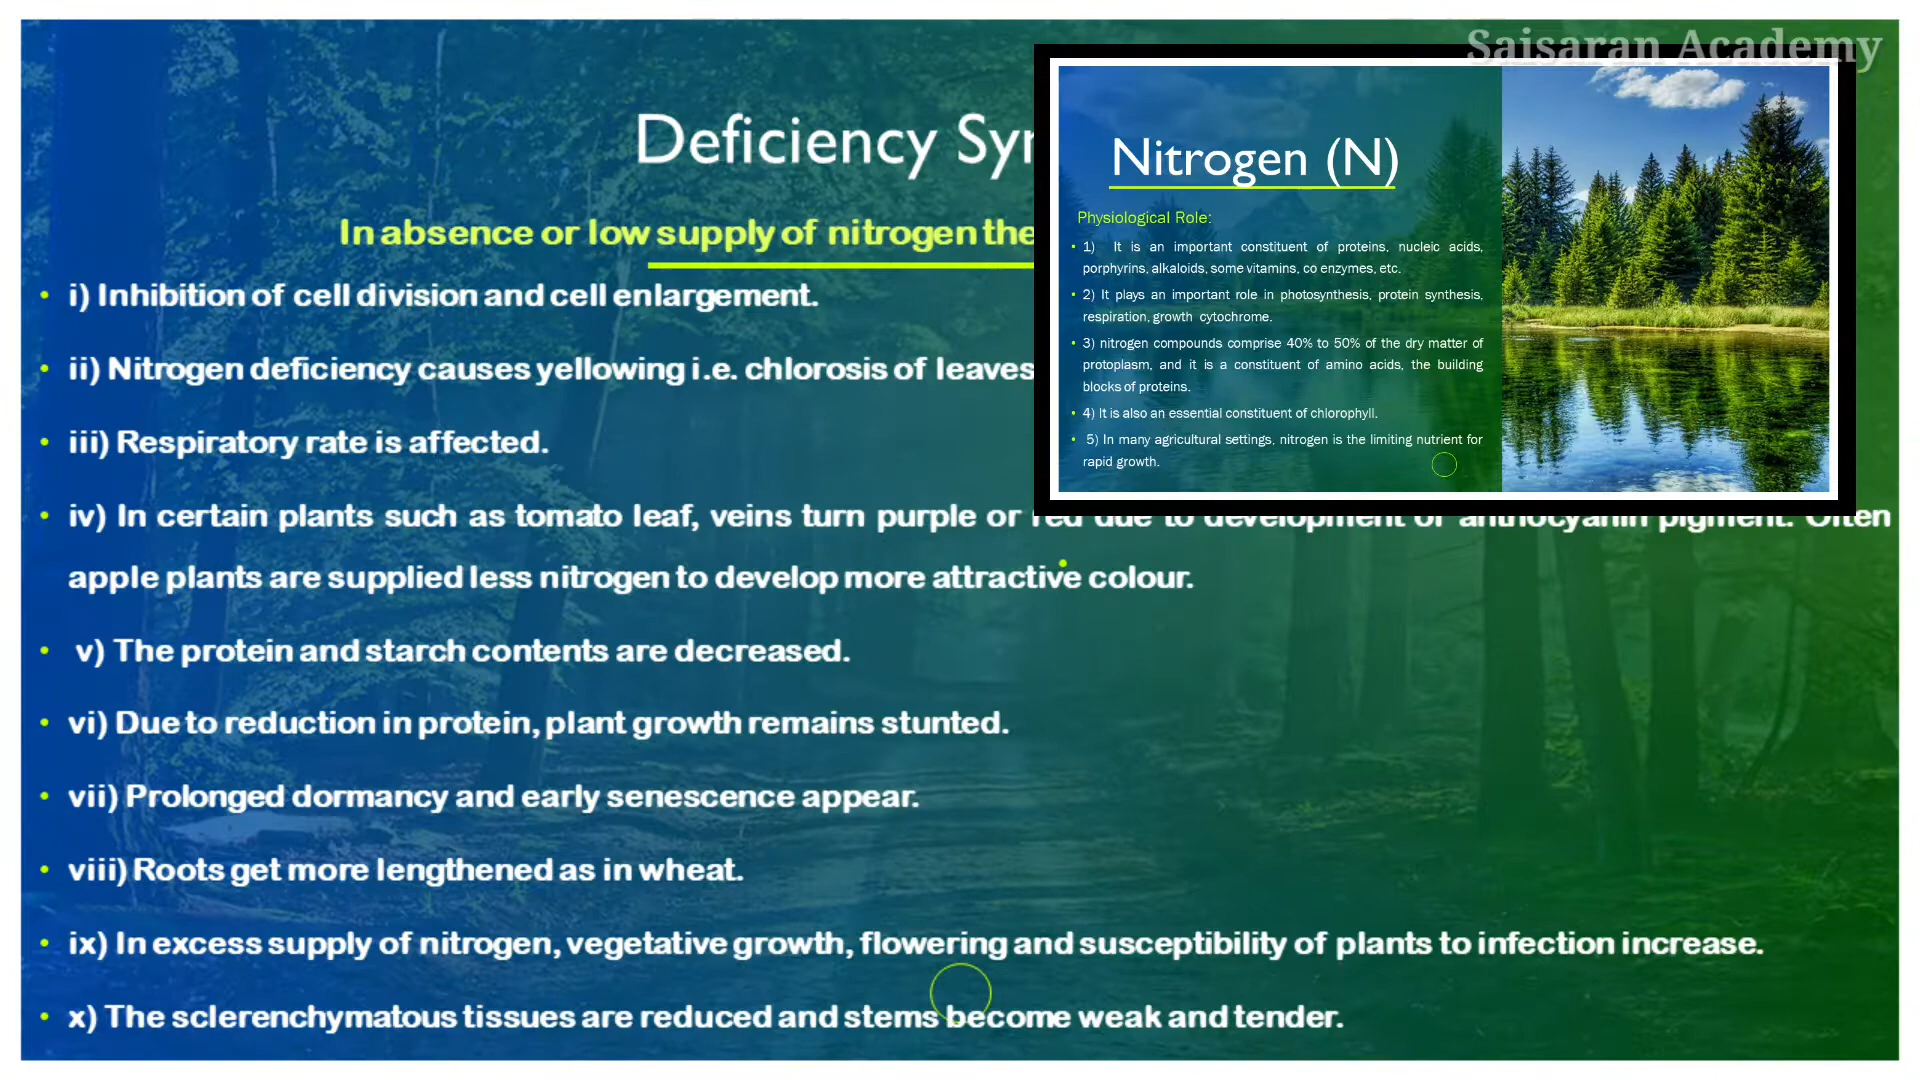 Saisaran Academy
Deficiency
In absence or low supply of nitrogen the
i) Inhibition of cell division and cell enlargement.
ii) Nitrogen deficiency causes yellowing i.e. chlorosis of leaves
iii) Respiratory rate is affected.
iv) In certain plants such as tomato leaf, veins turn purple or red due to development of anthocyanin pigment. Often
apple plants are supplied less nitrogen to develop more attractive colour.
v) The protein and starch contents are decreased.
vi) Due to reduction in protein, plant growth remains stunted.
vii) Prolonged dormancy and early senescence appear.
viii) Roots get more lengthened as in wheat.
ix) In excess supply of nitrogen, vegetative growth, flowering and susceptibility of plants to infection increase.
x) The sclerenchymatous tissues are reduced and stems become weak and tender.
Nitrogen (N)
Physiological Role:
1) It is an important constituent of proteins, nucleic acids,
porphyrins, alkaloids, some vitamins, co enzymes, etc.
2) It plays an important role in photosynthesis, protein synthesis,
respiration, growth cytochrome.
3) nitrogen compounds comprise 40% to 50% of the dry matter of
protoplasm, and it is a constituent of amino acids, the building
blocks of proteins.
4) It is also an essential constituent of chlorophyll.
5) In many agricultural settings, nitrogen is the limiting nutrient for
rapid growth.